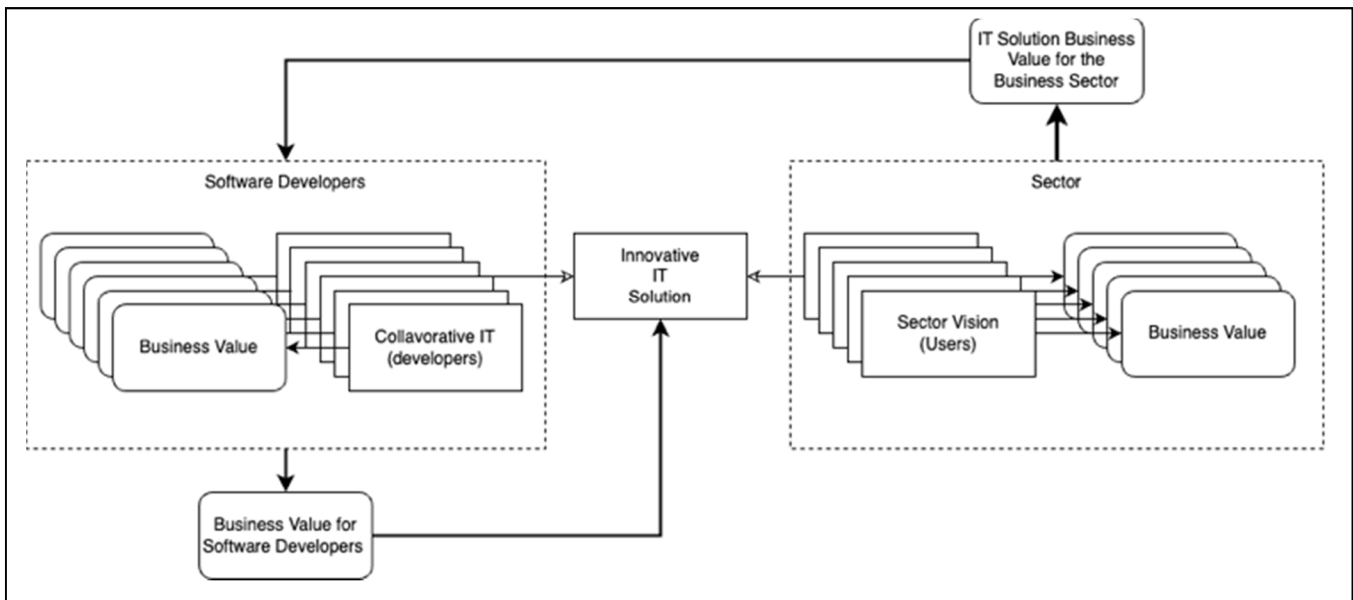 IT Solution Business
Value for the
Business Sector
Software Developers
Sector
Innovative
IT
Solution
Business Value
Collavorative IT
(developers)
Sector Vision
(Users)
Business Value
Business Value for
Software Developers